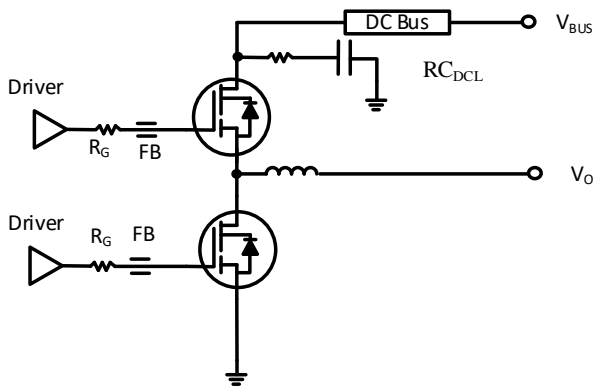 DC Bus
V_BUS
RC_DCL
Driver
R_G
FB
V_O
Driver
R_G
FB